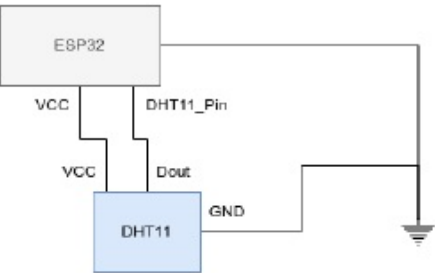 ESP32
VCC
DHT11_Pin
VCC
Dout
GND
DHT11